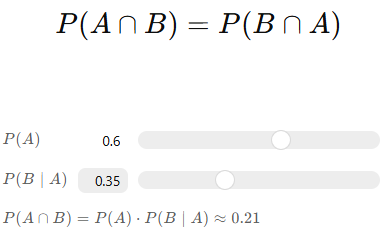 P(A ∩ B) = P(B ∩ A)
P(A) 0.6
P(B | A) 0.35
P(A ∩ B) = P(A) · P(B | A) ≈ 0.21